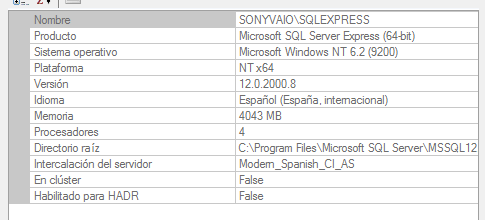 Nombre SONYVAIO\SQLEXPRESS
Producto Microsoft SQL Server Express (64-bit)
Sistema operativo Microsoft Windows NT 6.2 (9200)
Plataforma NT x64
Versión 12.0.2000.8
Idioma Español (España, internacional)
Memoria 4043 MB
Procesadores 4
Directorio raíz C:\Program Files\Microsoft SQL Server\MSSQL12
Intercalación del servidor Modern_Spanish_CI_AS
En clúster False
Habilitado para HADR False